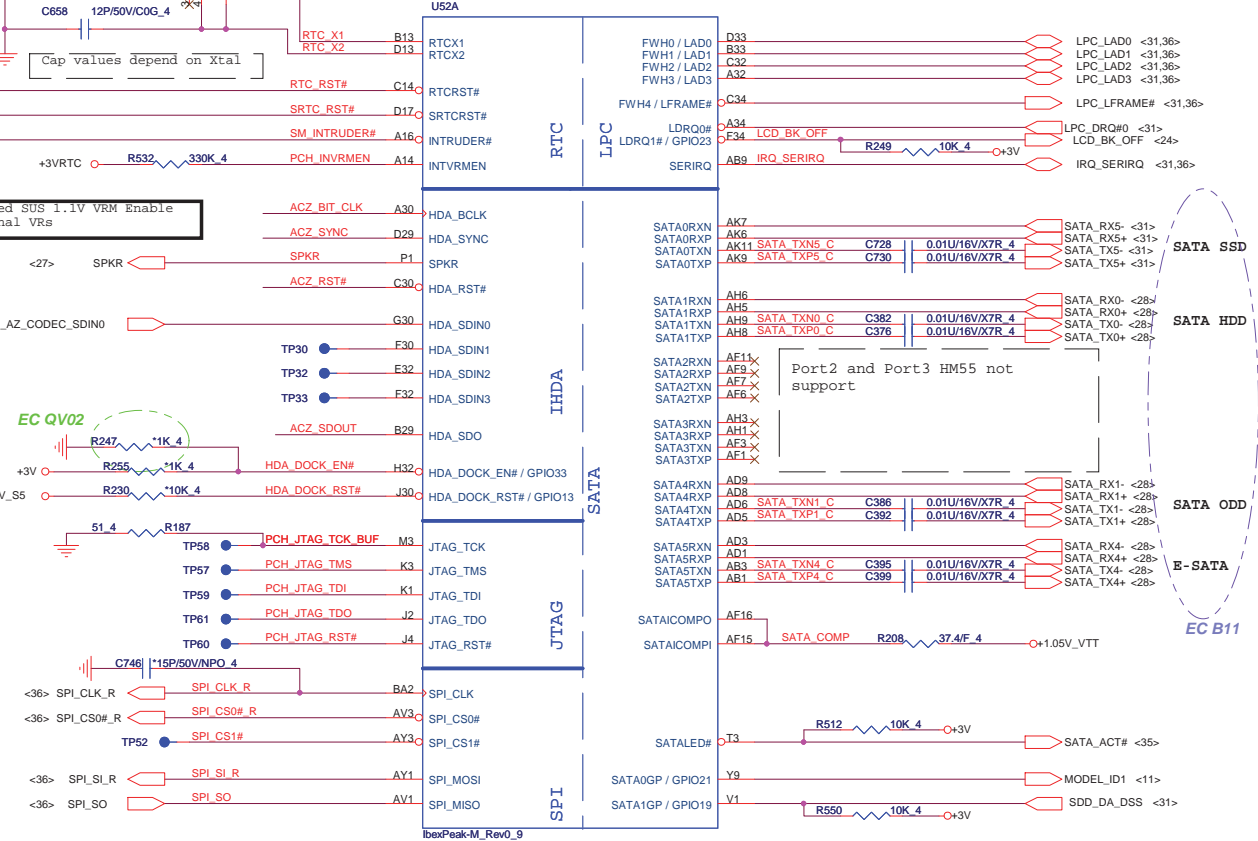 C658 12P/50V/C0G_4
U52A
RTC_X1 B13 RTCX1
RTC_X2 D13 RTCX2
Cap values depend on Xtal
RTC_RST# C14 RTCRST#
SRTC_RST# D17 SRTCRST#
SM_INTRUDER# A16 INTRUDER#
+3VRTC R532 330K_4 PCH_INVRMEN A14 INTVRMEN
RTC
LPC
FWH0 / LAD0 D33 LPC_LAD0 <31,36>
FWH1 / LAD1 B33 LPC_LAD1 <31,36>
FWH2 / LAD2 C32 LPC_LAD2 <31,36>
FWH3 / LAD3 A32 LPC_LAD3 <31,36>
FWH4 / LFRAME# C34 LPC_LFRAME# <31,36>
LDRQ0# A34 LPC_DRQ#0 <31>
LDRQ1# / GPIO23 F34 LCD_BK_OFF LCD_BK_OFF <24>
R249 10K_4 +3V
SERIRQ AB9 IRQ_SERIRQ IRQ_SERIRQ <31,36>
ed SUS 1.1V VRM Enable
nal VRs
ACZ_BIT_CLK A30 HDA_BCLK
ACZ_SYNC D29 HDA_SYNC
<27> SPKR SPKR P1 SPKR
ACZ_RST# C30 HDA_RST#
_AZ_CODEC_SDIN0 G30 HDA_SDIN0
TP30 F30 HDA_SDIN1
TP32 E32 HDA_SDIN2
TP33 F32 HDA_SDIN3
ACZ_SDOUT B29 HDA_SDO
EC QV02
R247 *1K_4
+3V R255 *1K_4 HDA_DOCK_EN# H32 HDA_DOCK_EN# / GPIO33
V_S5 R230 *10K_4 HDA_DOCK_RST# J30 HDA_DOCK_RST# / GPIO13
IHDA
SATA
SATA0RXN AK7 SATA_RX5- <31>
SATA0RXP AK6 SATA_RX5+ <31>
SATA0TXN AK11 SATA_TXN5_C C728 0.01U/16V/X7R_4 SATA_TX5- <31>
SATA0TXP AK9 SATA_TXP5_C C730 0.01U/16V/X7R_4 SATA_TX5+ <31>
SATA SSD
SATA1RXN AH6 SATA_RX0- <28>
SATA1RXP AH5 SATA_RX0+ <28>
SATA1TXN AH9 SATA_TXN0_C C382 0.01U/16V/X7R_4 SATA_TX0- <28>
SATA1TXP AH8 SATA_TXP0_C C376 0.01U/16V/X7R_4 SATA_TX0+ <28>
SATA HDD
SATA2RXN AF11
SATA2RXP AF9
SATA2TXN AF7
SATA2TXP AF6
Port2 and Port3 HM55 not
support
SATA3RXN AH3
SATA3RXP AH1
SATA3TXN AF3
SATA3TXP AF1
SATA4RXN AD9 SATA_RX1- <28>
SATA4RXP AD8 SATA_RX1+ <28>
SATA4TXN AD6 SATA_TXN1_C C386 0.01U/16V/X7R_4 SATA_TX1- <28>
SATA4TXP AD5 SATA_TXP1_C C392 0.01U/16V/X7R_4 SATA_TX1+ <28>
SATA ODD
SATA5RXN AD3 SATA_RX4- <28>
SATA5RXP AD1 SATA_RX4+ <28>
SATA5TXN AB3 SATA_TXN4_C C395 0.01U/16V/X7R_4 SATA_TX4- <28>
SATA5TXP AB1 SATA_TXP4_C C399 0.01U/16V/X7R_4 SATA_TX4+ <28>
E-SATA
EC B11
SATAICOMPO AF16
SATAICOMPI AF15 SATA_COMP R208 37.4/F_4 +1.05V_VTT
51_4 R187
TP58 PCH_JTAG_TCK_BUF M3 JTAG_TCK
TP57 PCH_JTAG_TMS K3 JTAG_TMS
TP59 PCH_JTAG_TDI K1 JTAG_TDI
TP61 PCH_JTAG_TDO J2 JTAG_TDO
TP60 PCH_JTAG_RST# J4 JTAG_RST#
JTAG
C746 *15P/50V/NPO_4
<36> SPI_CLK_R SPI_CLK_R BA2 SPI_CLK
<36> SPI_CS0#_R SPI_CS0#_R AV3 SPI_CS0#
TP52 SPI_CS1# AY3 SPI_CS1#
<36> SPI_SI_R SPI_SI_R AY1 SPI_MOSI
<36> SPI_SO SPI_SO AV1 SPI_MISO
SPI
R512 10K_4 +3V
SATALED# T3 SATA_ACT# <35>
SATA0GP / GPIO21 Y9 MODEL_ID1 <11>
SATA1GP / GPIO19 V1 SDD_DA_DSS <31>
R550 10K_4 +3V
IbexPeak-M_Rev0_9